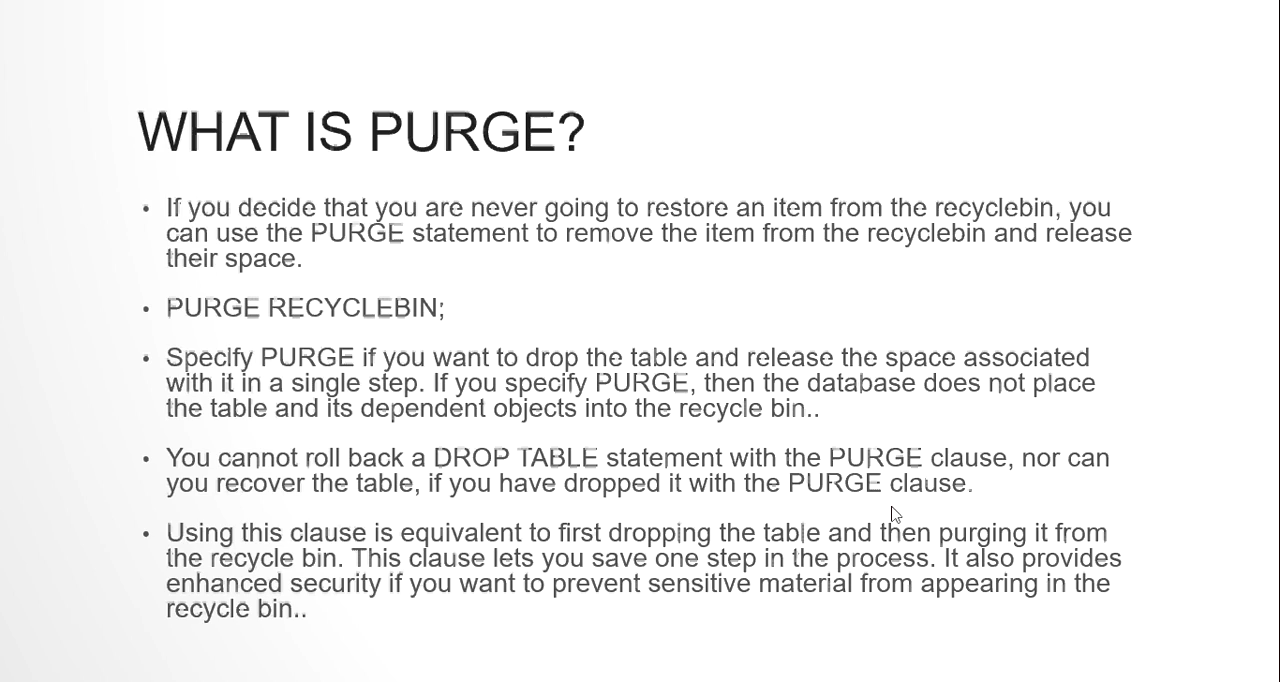 WHAT IS PURGE?
• If you decide that you are never going to restore an item from the recyclebin, you
can use the PURGE statement to remove the item from the recyclebin and release
their space.
• PURGE RECYCLEBIN;
• Specify PURGE if you want to drop the table and release the space associated
with it in a single step. If you specify PURGE, then the database does not place
the table and its dependent objects into the recycle bin..
• You cannot roll back a DROP TABLE statement with the PURGE clause, nor can
you recover the table, if you have dropped it with the PURGE clause.
• Using this clause is equivalent to first dropping the table and then purging it from
the recycle bin. This clause lets you save one step in the process. It also provides
enhanced security if you want to prevent sensitive material from appearing in the
recycle bin..